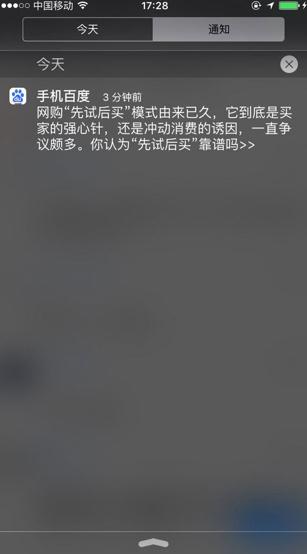 中国移动 17:28
今天 通知
今天
手机百度 3 分钟前
网购“先试后买”模式由来已久，它到底是买
家的强心针，还是冲动消费的诱因，一直争
议颇多。你认为“先试后买”靠谱吗>>